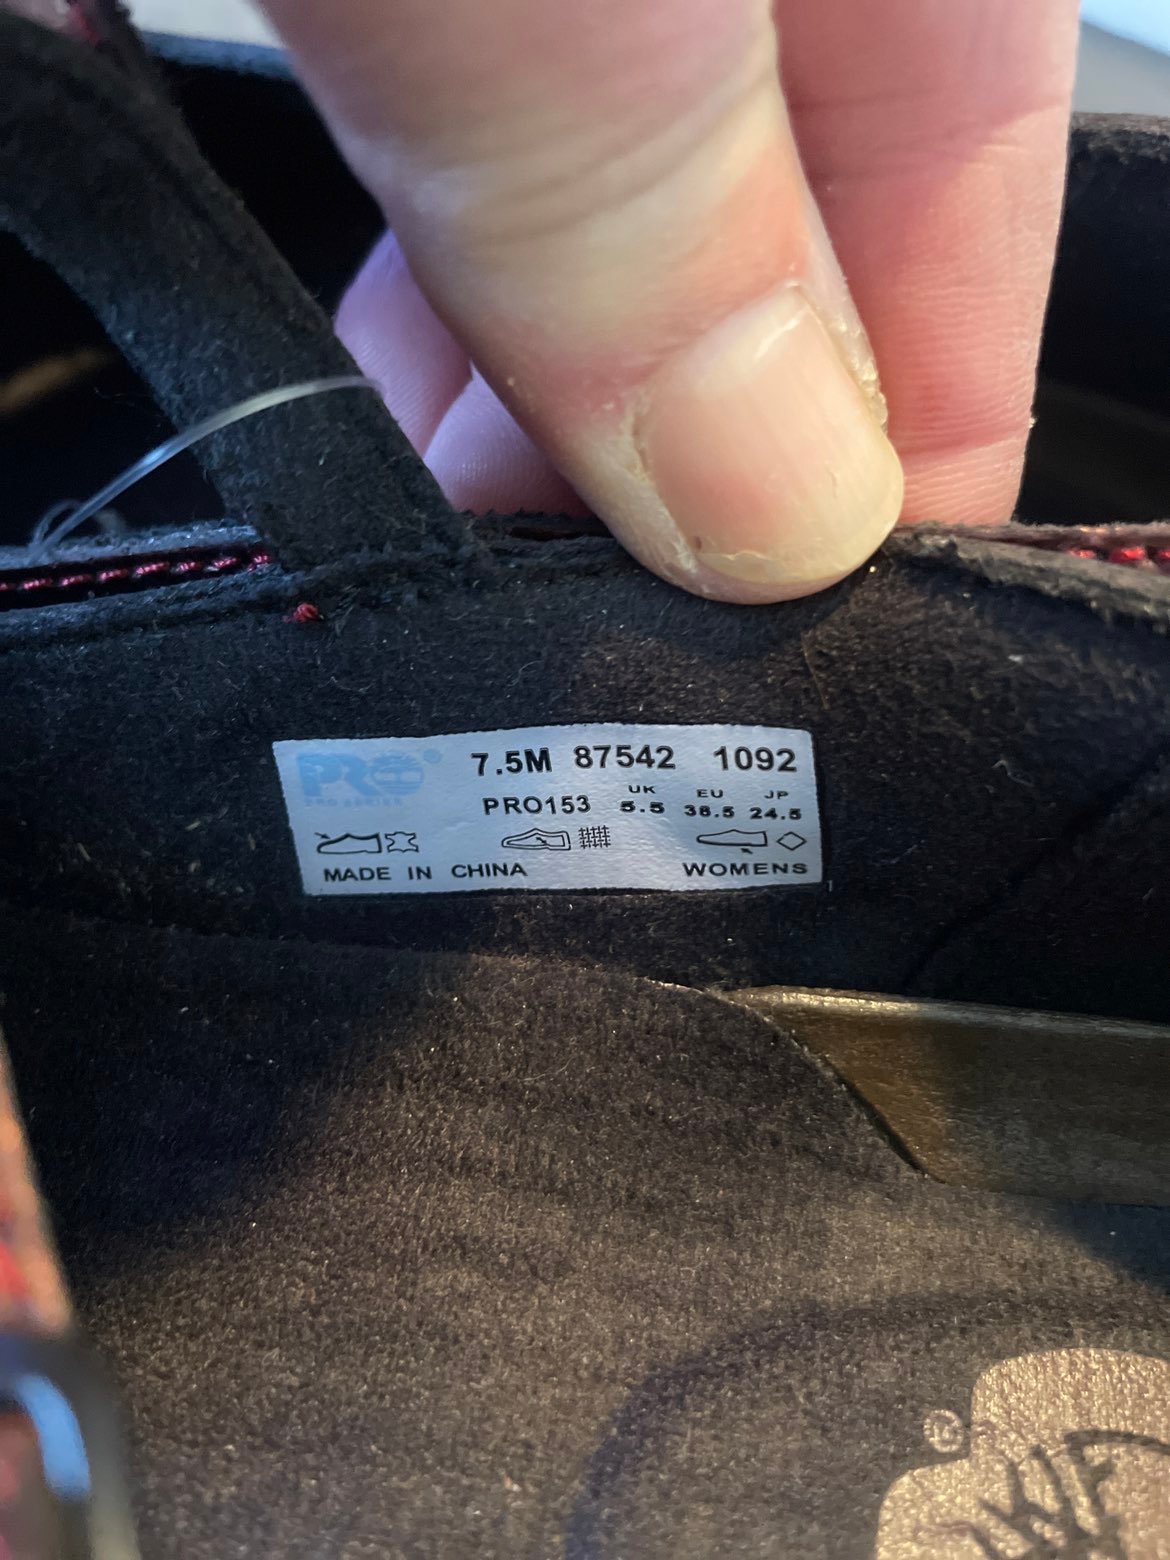 PRO® 7.5M 87542 1092
PRO SERIES
UK EU JP
PRO153 5.5 38.5 24.5
MADE IN CHINA WOMENS
®